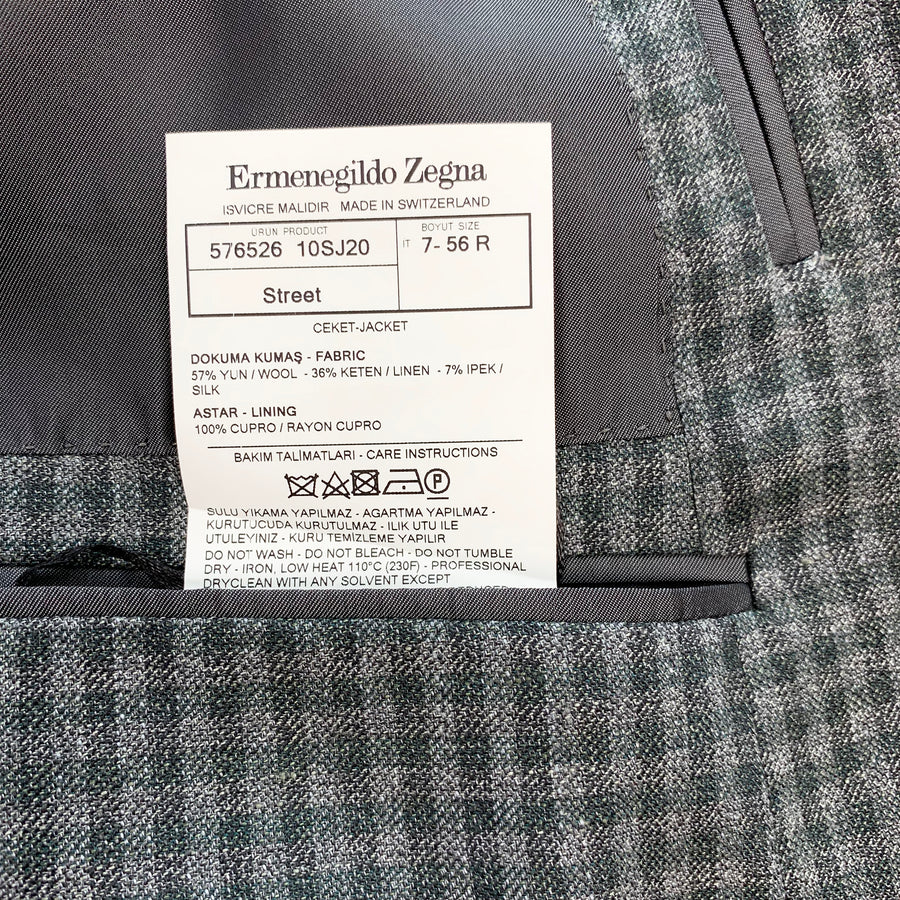 Ermenegildo Zegna
ISVICRE MALIDIR MADE IN SWITZERLAND
ÜRÜN PRODUCT
576526 10SJ20
BOYUT SIZE
IT 7- 56 R
Street
CEKET-JACKET
DOKUMA KUMAŞ - FABRIC
57% YUN / WOOL - 36% KETEN / LINEN - 7% IPEK /
SILK
ASTAR - LINING
100% CUPRO / RAYON CUPRO
BAKIM TALİMATLARI - CARE INSTRUCTIONS
P
SULU YIKAMA YAPILMAZ - AGARTMA YAPILMAZ -
KURUTUCUDA KURUTULMAZ - ILIK UTU ILE
UTULEYINIZ - KURU TEMİZLEME YAPILIR
DO NOT WASH - DO NOT BLEACH - DO NOT TUMBLE
DRY - IRON, LOW HEAT 110°C (230F) - PROFESSIONAL
DRYCLEAN WITH ANY SOLVENT EXCEPT